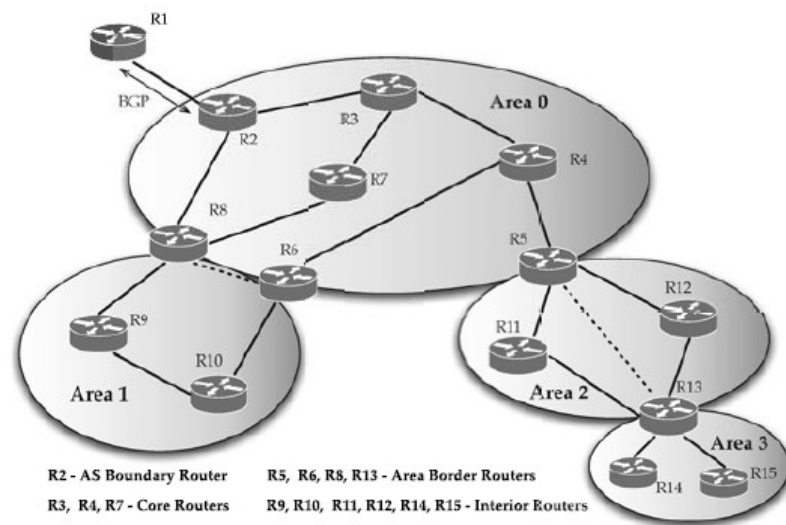 R1
BGP
R2
R3
Area 0
R4
R7
R8
R6
R5
R12
R9
R11
R10
Area 1
Area 2
R13
Area 3
R14
R15
R2 - AS Boundary Router
R5, R6, R8, R13 - Area Border Routers
R3, R4, R7 - Core Routers
R9, R10, R11, R12, R14, R15 - Interior Routers